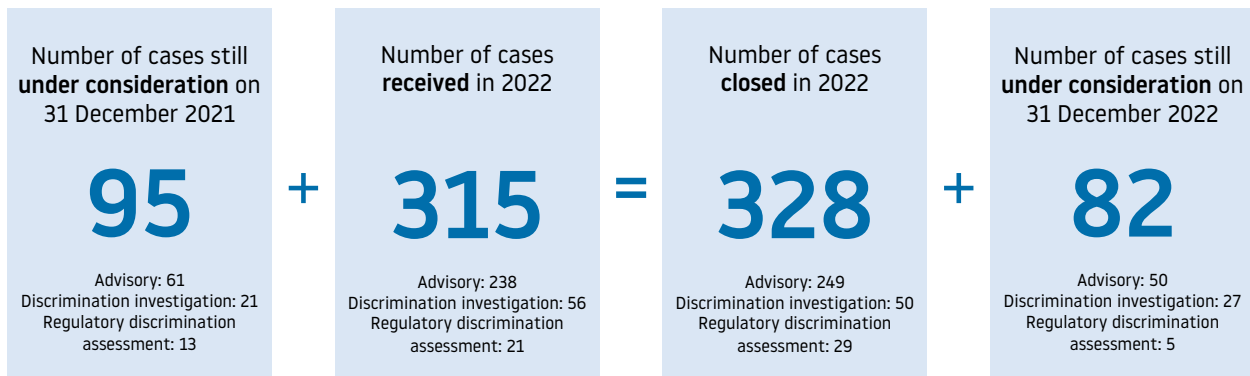 Number of cases still
under consideration on
31 December 2021
95
Advisory: 61
Discrimination investigation: 21
Regulatory discrimination
assessment: 13
+
Number of cases
received in 2022
315
Advisory: 238
Discrimination investigation: 56
Regulatory discrimination
assessment: 21
=
Number of cases
closed in 2022
328
Advisory: 249
Discrimination investigation: 50
Regulatory discrimination
assessment: 29
+
Number of cases still
under consideration on
31 December 2022
82
Advisory: 50
Discrimination investigation: 27
Regulatory discrimination
assessment: 5